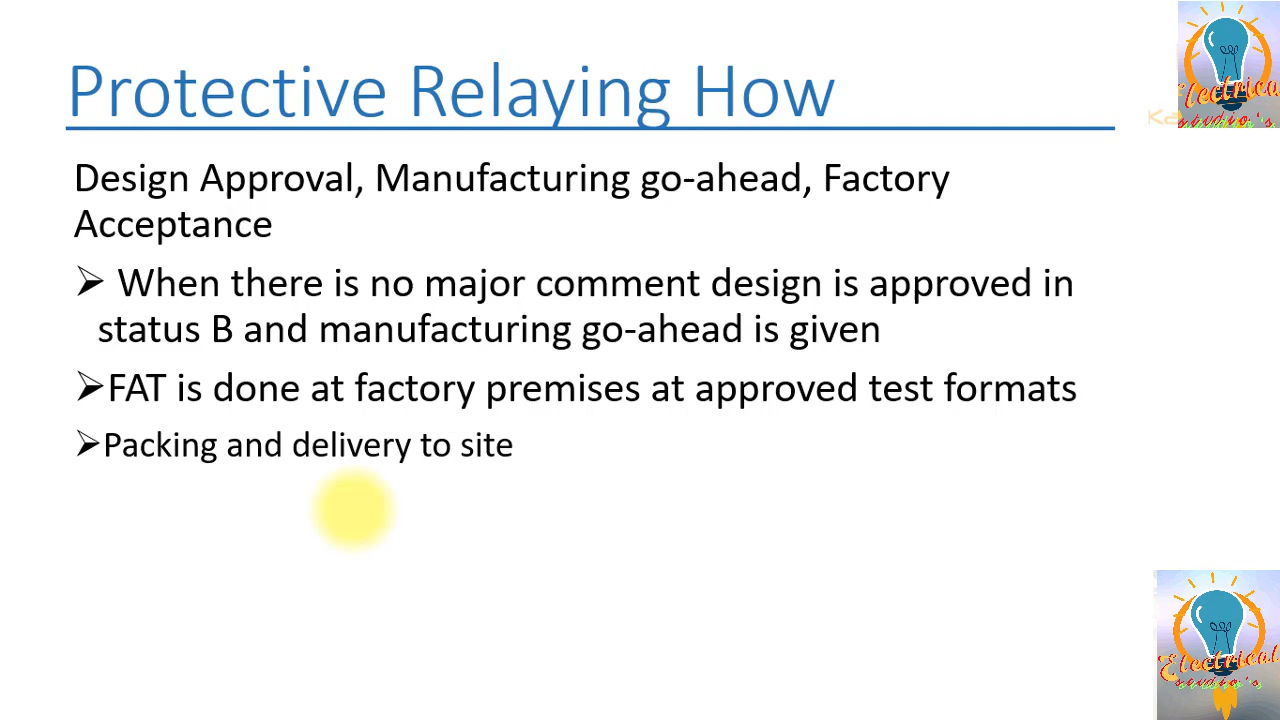 Protective Relaying How
Design Approval, Manufacturing go-ahead, Factory
Acceptance
➢ When there is no major comment design is approved in
status B and manufacturing go-ahead is given
➢FAT is done at factory premises at approved test formats
➢Packing and delivery to site
Electrical
studio's